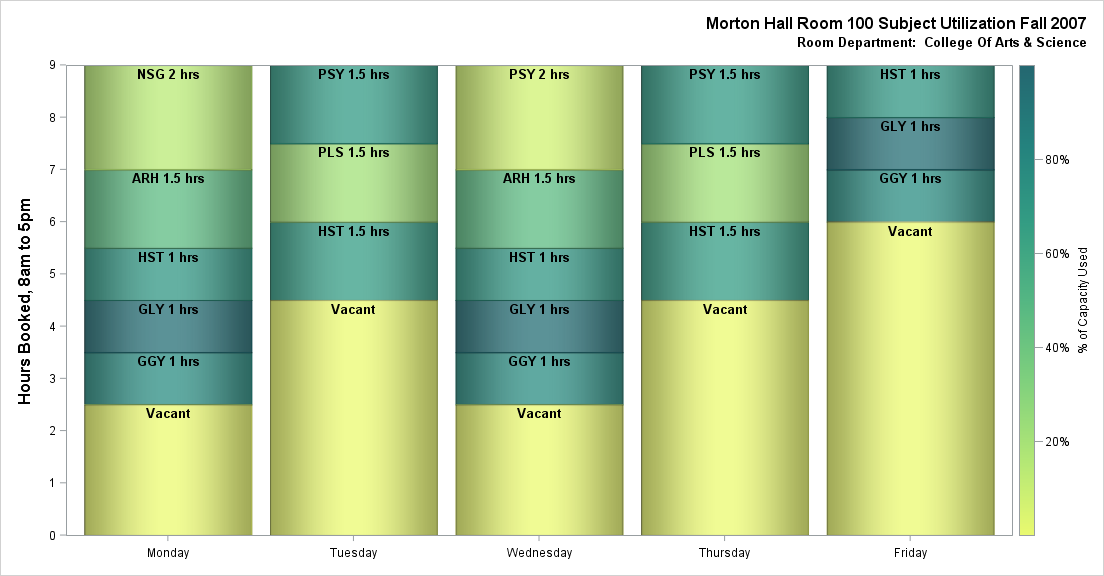 Morton Hall Room 100 Subject Utilization Fall 2007
Room Department: College Of Arts & Science
Hours Booked, 8am to 5pm
9
8
7
6
5
4
3
2
1
0
NSG 2 hrs
ARH 1.5 hrs
HST 1 hrs
GLY 1 hrs
GGY 1 hrs
Vacant
Monday
PSY 1.5 hrs
PLS 1.5 hrs
HST 1.5 hrs
Vacant
Tuesday
PSY 2 hrs
ARH 1.5 hrs
HST 1 hrs
GLY 1 hrs
GGY 1 hrs
Vacant
Wednesday
PSY 1.5 hrs
PLS 1.5 hrs
HST 1.5 hrs
Vacant
Thursday
HST 1 hrs
GLY 1 hrs
GGY 1 hrs
Vacant
Friday
80%
60%
40%
20%
% of Capacity Used